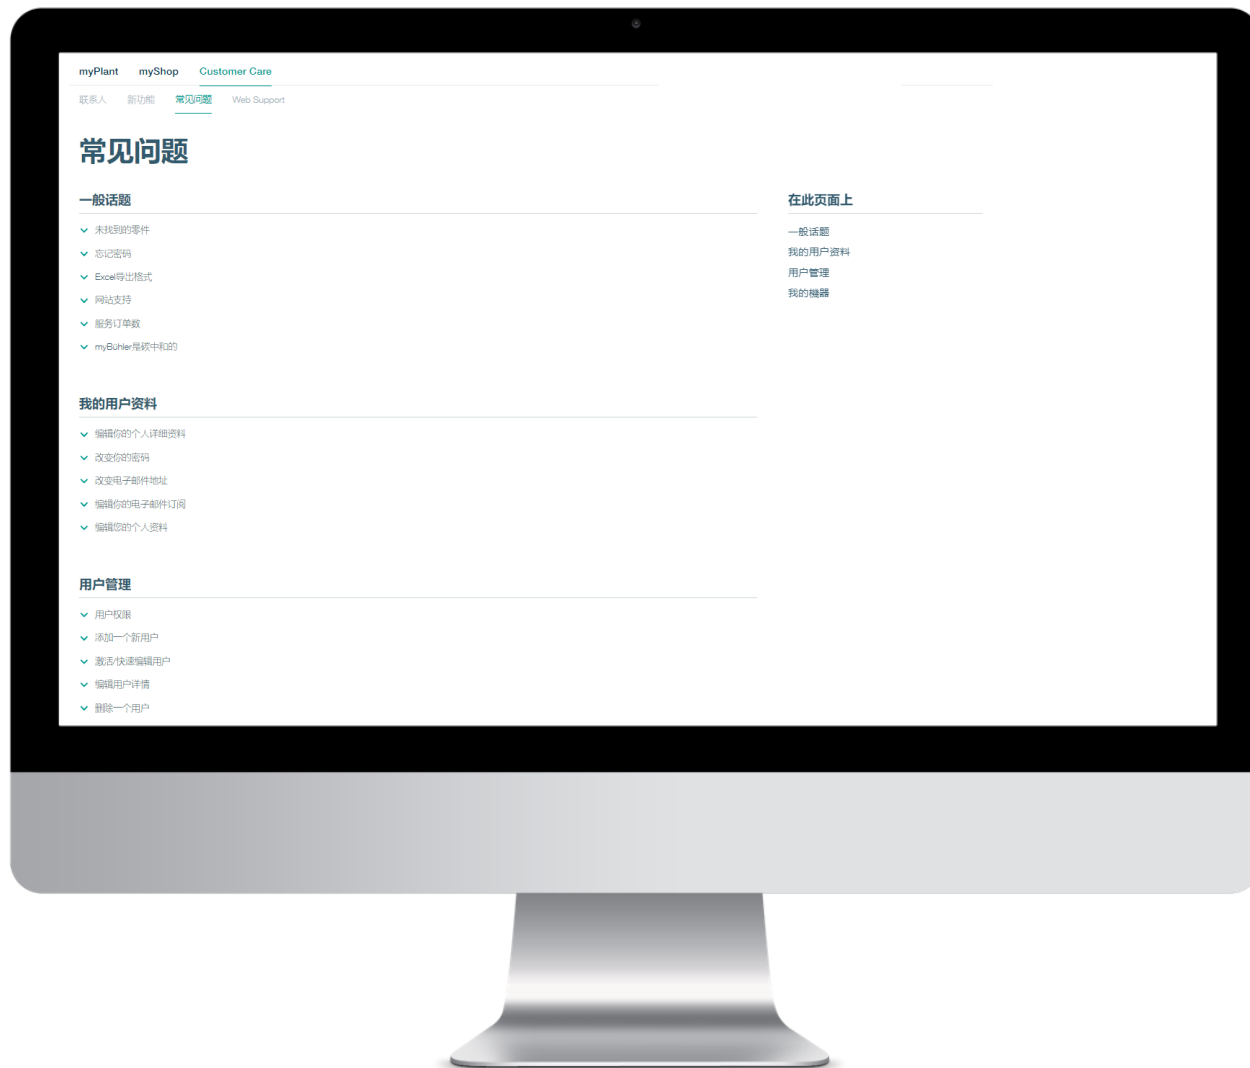 myPlant myShop Customer Care
联系人 新功能 常见问题 Web Support
常见问题
一般话题
未找到的零件
忘记密码
Excel导出格式
网站支持
服务订单数
myBühler是碳中和的
我的用户资料
编辑你的个人详细资料
改变你的密码
改变电子邮件地址
编辑你的电子邮件订阅
编辑您的个人资料
用户管理
用户权限
添加一个新用户
激活/快速编辑用户
编辑用户详情
删除一个用户
在此页面上
一般话题
我的用户资料
用户管理
我的機器